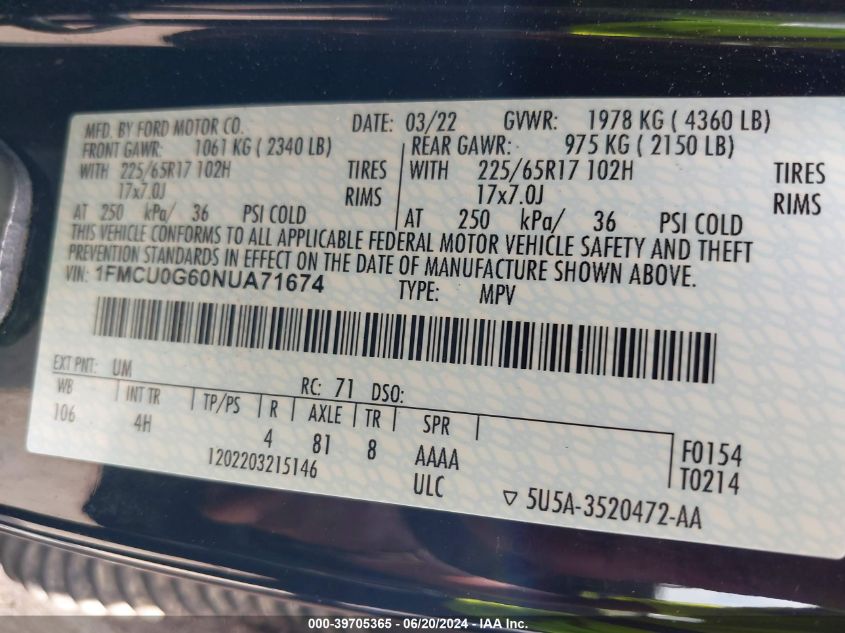 MFD. BY FORD MOTOR CO. DATE: 03/22 GVWR: 1978 KG ( 4360 LB)
FRONT GAWR: 1061 KG ( 2340 LB) REAR GAWR: 975 KG ( 2150 LB)
WITH 225/65R17 102H TIRES WITH 225/65R17 102H TIRES
17x7.0J RIMS 17x7.0J RIMS
AT 250 kPa/ 36 PSI COLD AT 250 kPa/ 36 PSI COLD
THIS VEHICLE CONFORMS TO ALL APPLICABLE FEDERAL MOTOR VEHICLE SAFETY AND THEFT
PREVENTION STANDARDS IN EFFECT ON THE DATE OF MANUFACTURE SHOWN ABOVE.
VIN: 1FMCU0G60NUA71674 TYPE: MPV
EXT PNT: UM RC: 71 DSO:
WB INT TR TP/PS R AXLE TR SPR
106 4H 4 81 8 AAAA F0154
1202203215146 ULC T0214
▽ 5U5A-3520472-AA
000-39705365 - 06/20/2024 - IAA Inc.